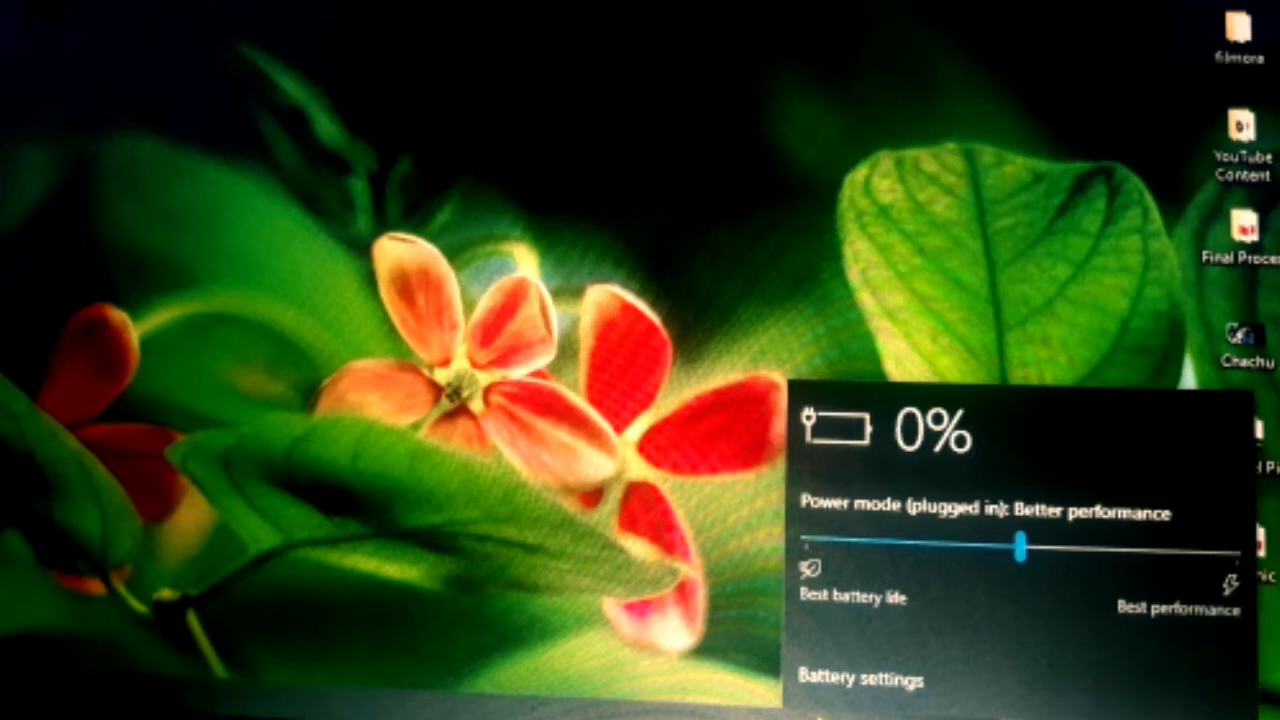 filmora
YouTube
Content
Final Proces
Chachu
0%
Power mode (plugged in): Better performance
Best battery life
Best performance
Battery settings